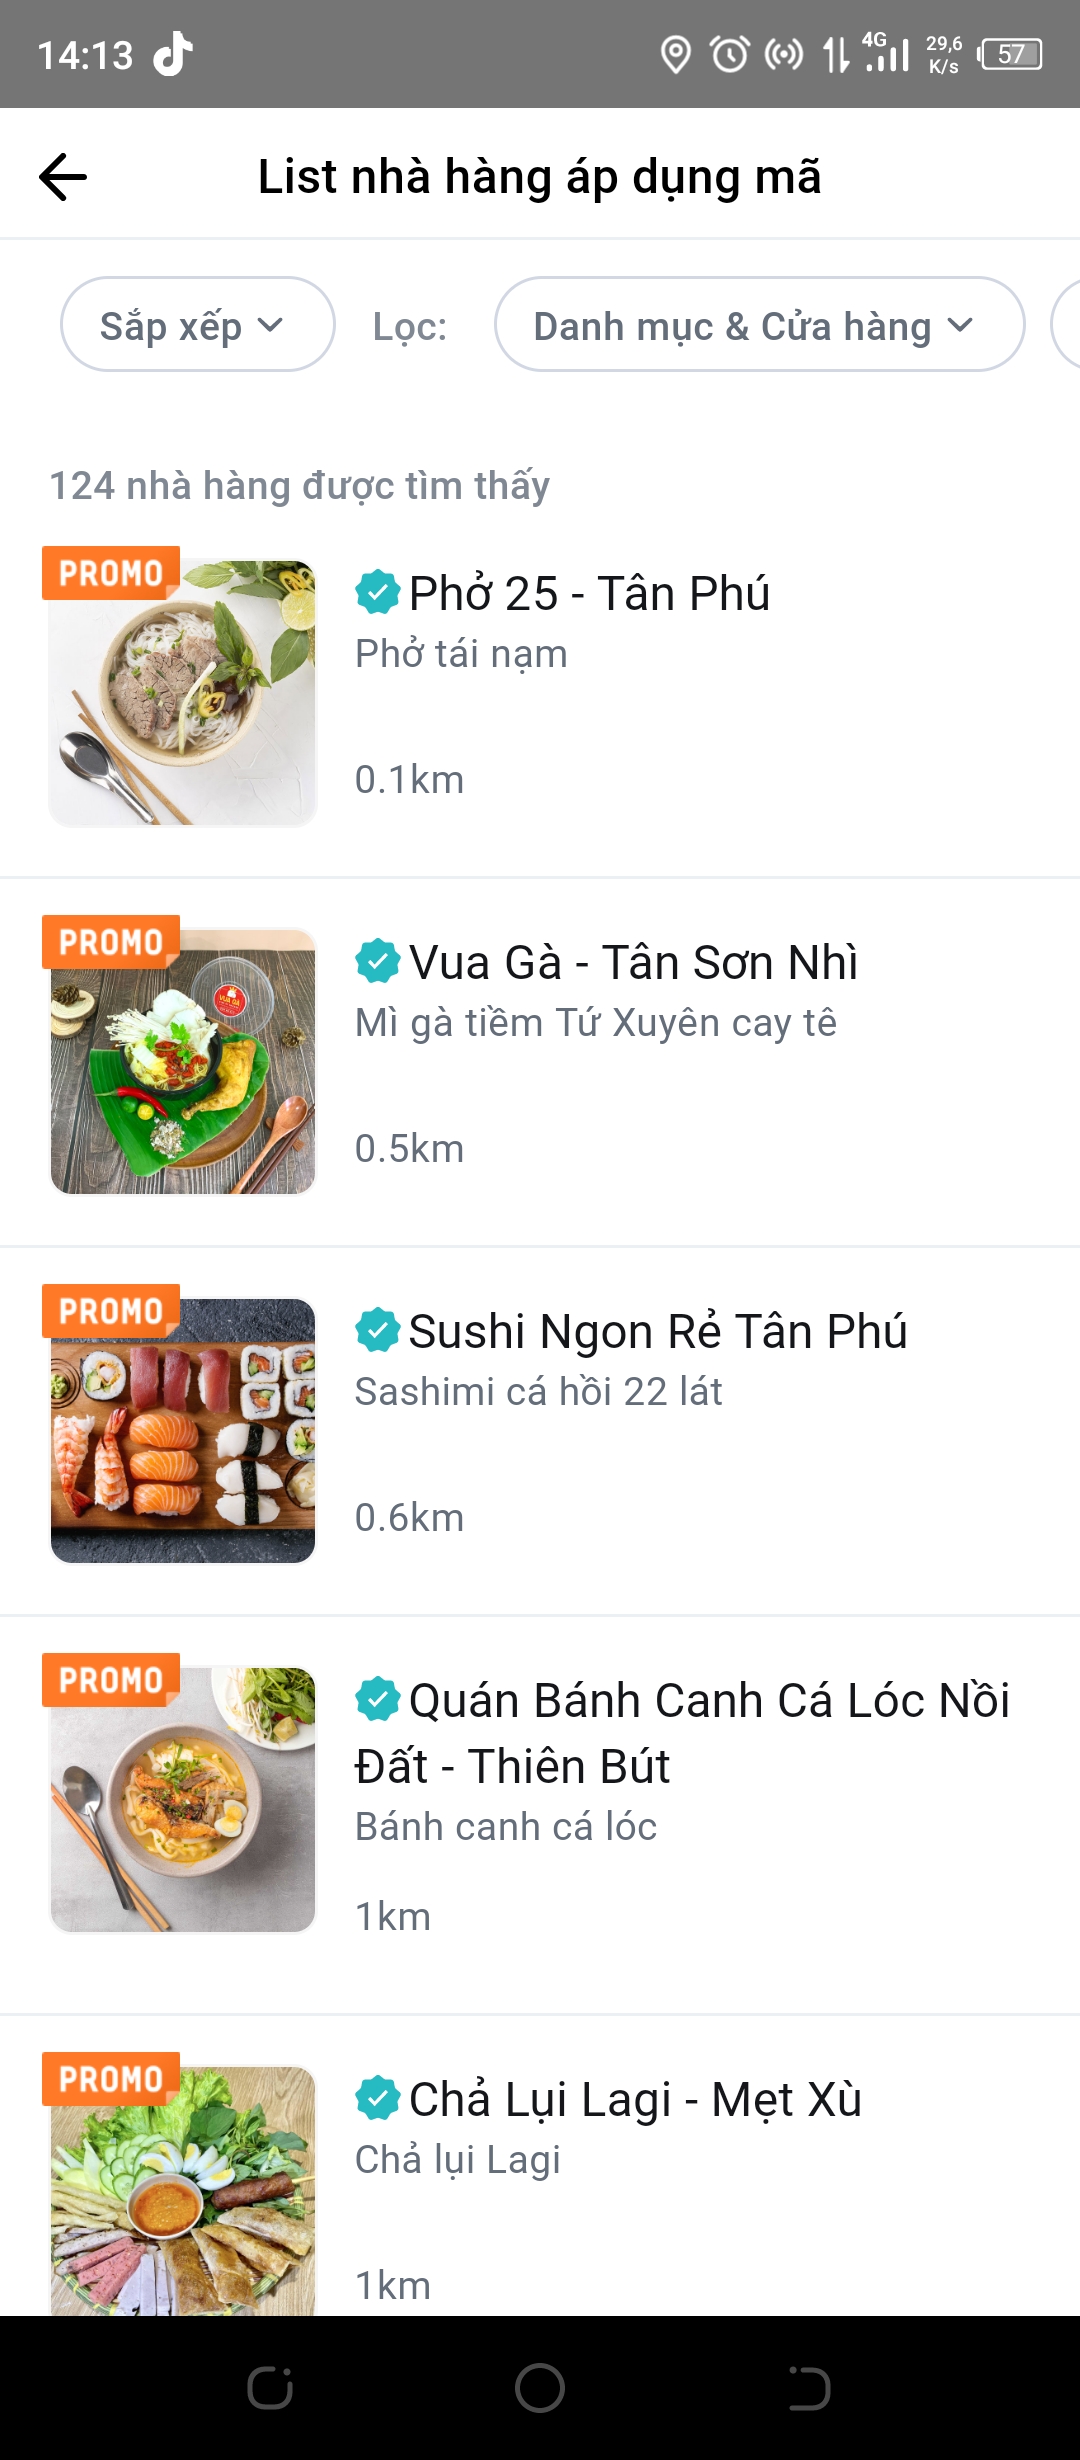 14:13
4G
29,6
K/s
57
List nhà hàng áp dụng mã
Sắp xếp
Lọc:
Danh mục & Cửa hàng
124 nhà hàng được tìm thấy
PROMO
Phở 25 - Tân Phú
Phở tái nạm
0.1km
PROMO
VUA GÀ
Vua Gà - Tân Sơn Nhì
Mì gà tiềm Tứ Xuyên cay tê
0.5km
PROMO
Sushi Ngon Rẻ Tân Phú
Sashimi cá hồi 22 lát
0.6km
PROMO
Quán Bánh Canh Cá Lóc Nồi
Đất - Thiên Bút
Bánh canh cá lóc
1km
PROMO
Chả Lụi Lagi - Mẹt Xù
Chả lụi Lagi
1km